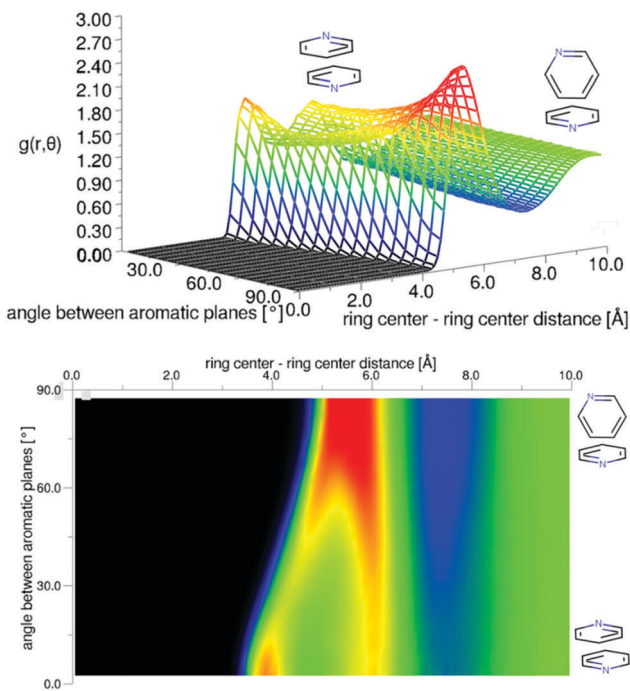 3.00
2.70
2.40
2.10
1.80
1.50
1.20
0.90
0.60
0.30
0.00
g(r,θ)
N
N
N
N
30.0
60.0
90.0
0.0
2.0
4.0
6.0
8.0
10.0
angle between aromatic planes [°]
ring center - ring center distance [Å]
ring center - ring center distance [Å]
0.0
2.0
4.0
6.0
8.0
10.0
90.0
60.0
30.0
0.0
angle between aromatic planes [°]
N
N
N
N